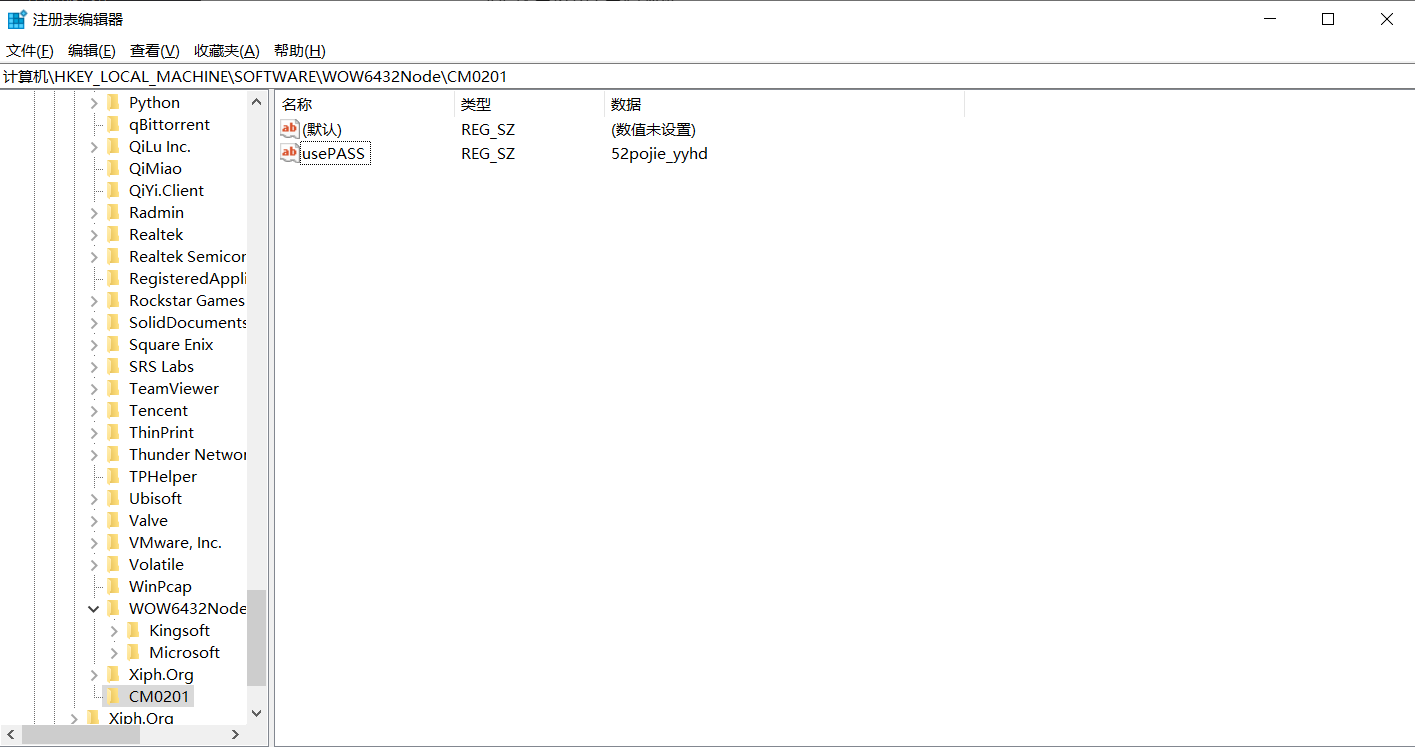 注册表编辑器
文件(F) 编辑(E) 查看(V) 收藏夹(A) 帮助(H)
计算机\HKEY_LOCAL_MACHINE\SOFTWARE\WOW6432Node\CM0201
Python
qBittorrent
QiLu Inc.
QiMiao
QiYi.Client
Radmin
Realtek
Realtek Semicor
RegisteredAppli
Rockstar Games
SolidDocuments
Square Enix
SRS Labs
TeamViewer
Tencent
ThinPrint
Thunder Networ
TPHelper
Ubisoft
Valve
VMware, Inc.
Volatile
WinPcap
WOW6432Node
Kingsoft
Microsoft
Xiph.Org
CM0201
Xiph.Org
名称 类型 数据
ab (默认) REG_SZ (数值未设置)
ab usePASS REG_SZ 52pojie_yyhd